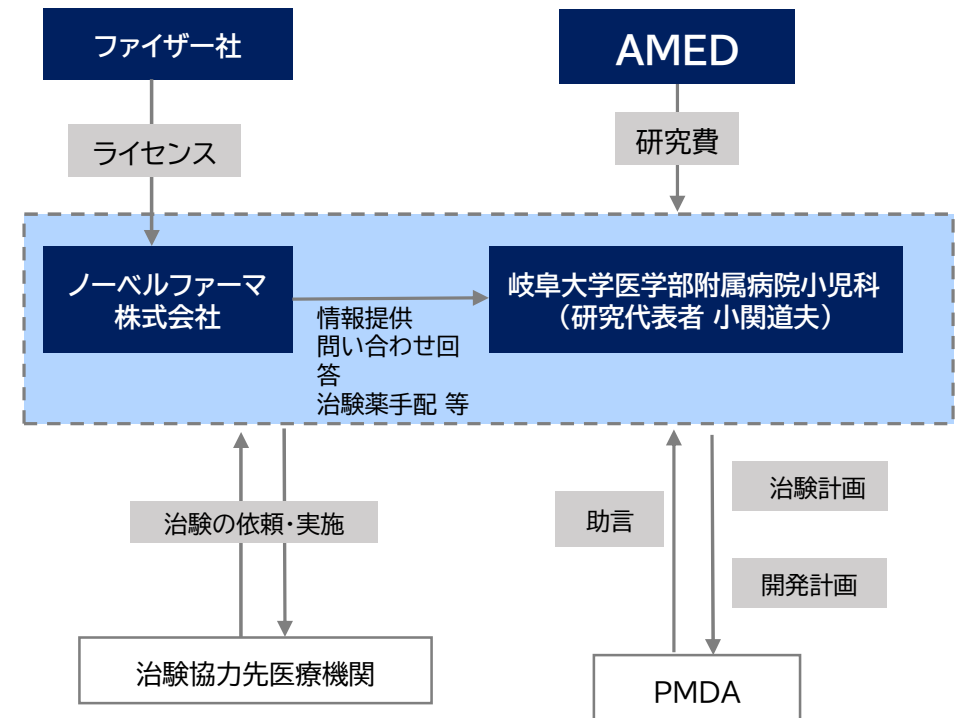 ファイザー社
AMED
ライセンス
研究費
ノーベルファーマ
株式会社
岐阜大学医学部附属病院小児科
（研究代表者 小関道夫）
情報提供
問い合わせ回
答
治験薬手配 等
治験の依頼・実施
助言
治験計画
開発計画
治験協力先医療機関
PMDA